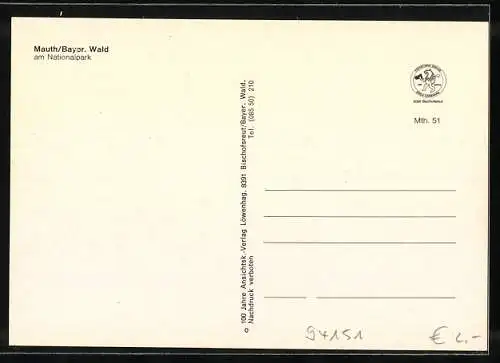 Mauth/Bayer. Wald
am Nationalpark
© 100 Jahre Ansichtsk.-Verlag Löwenhag, 8391 Bischofsreut/Bayer. Wald,
Nachdruck verboten Tel. (085 50) 210
Mth. 51
94151
€ 2,-